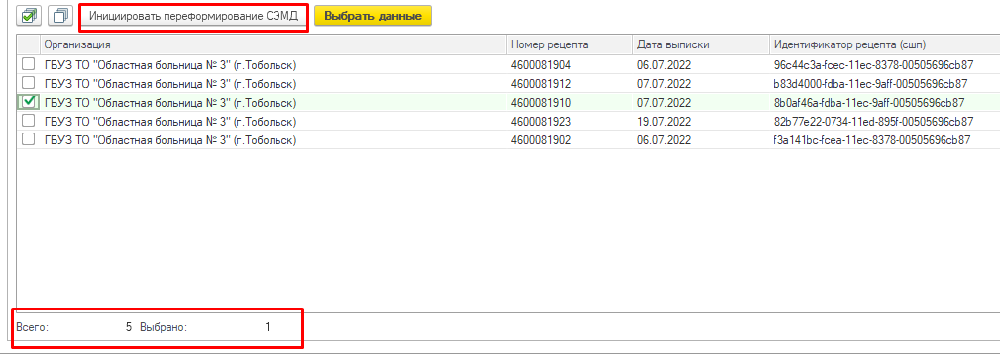 Инициировать переформирование СЭМД Выбрать данные
Организация Номер рецепта Дата выписки Идентификатор рецепта (сшп)
ГБУЗ ТО "Областная больница № 3" (г.Тобольск) 4600081904 06.07.2022 96c44c3a-fcec-11ec-8378-00505696cb87
ГБУЗ ТО "Областная больница № 3" (г.Тобольск) 4600081912 07.07.2022 b83d4000-fdba-11ec-9aff-00505696cb87
ГБУЗ ТО "Областная больница № 3" (г.Тобольск) 4600081910 07.07.2022 8b0af46a-fdba-11ec-9aff-00505696cb87
ГБУЗ ТО "Областная больница № 3" (г.Тобольск) 4600081923 19.07.2022 82b77e22-0734-11ed-895f-00505696cb87
ГБУЗ ТО "Областная больница № 3" (г.Тобольск) 4600081902 06.07.2022 f3a141bc-fcea-11ec-8378-00505696cb87
Всего: 5 Выбрано: 1